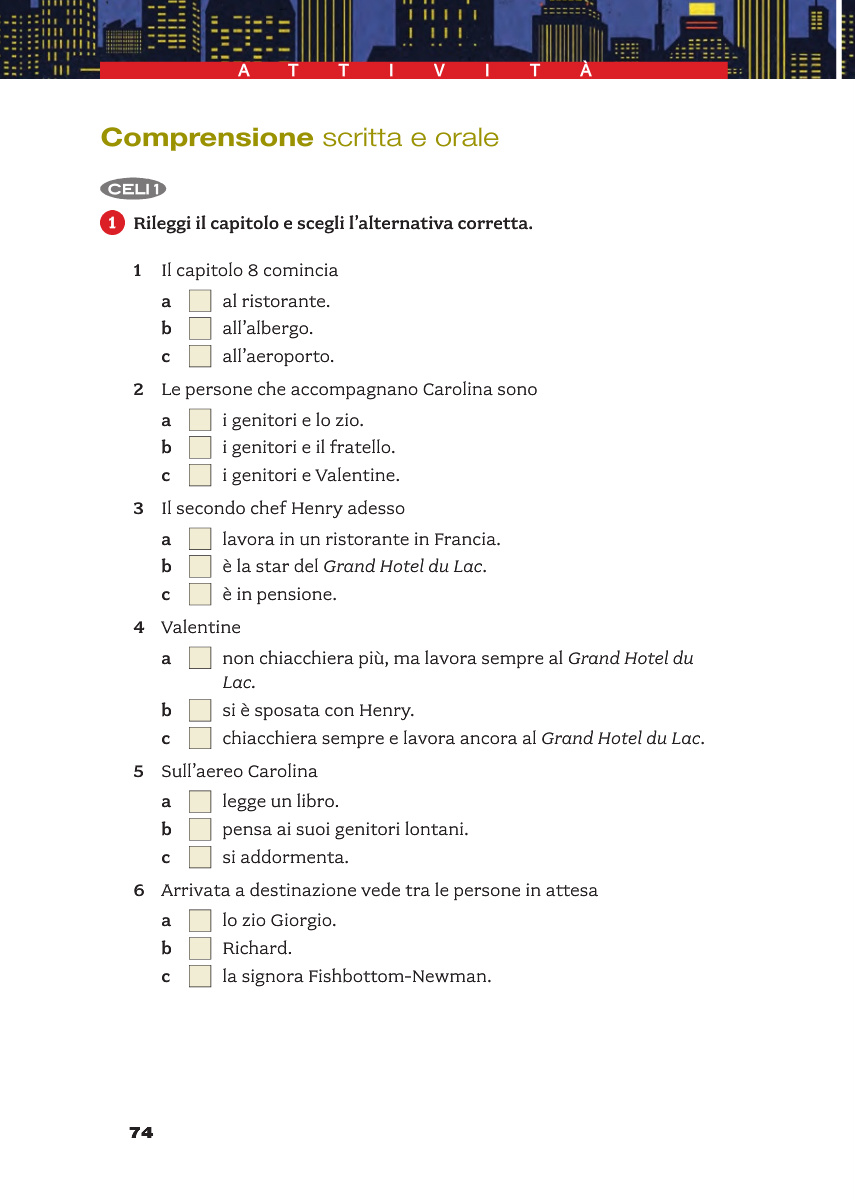 ATTIVITÀ
Comprensione scritta e orale
CELI 1
1 Rileggi il capitolo e scegli l’alternativa corretta.
1 Il capitolo 8 comincia
a al ristorante.
b all’albergo.
c all’aeroporto.
2 Le persone che accompagnano Carolina sono
a i genitori e lo zio.
b i genitori e il fratello.
c i genitori e Valentine.
3 Il secondo chef Henry adesso
a lavora in un ristorante in Francia.
b è la star del Grand Hotel du Lac.
c è in pensione.
4 Valentine
a non chiacchiera più, ma lavora sempre al Grand Hotel du
Lac.
b si è sposata con Henry.
c chiacchiera sempre e lavora ancora al Grand Hotel du Lac.
5 Sull’aereo Carolina
a legge un libro.
b pensa ai suoi genitori lontani.
c si addormenta.
6 Arrivata a destinazione vede tra le persone in attesa
a lo zio Giorgio.
b Richard.
c la signora Fishbottom-Newman.
74